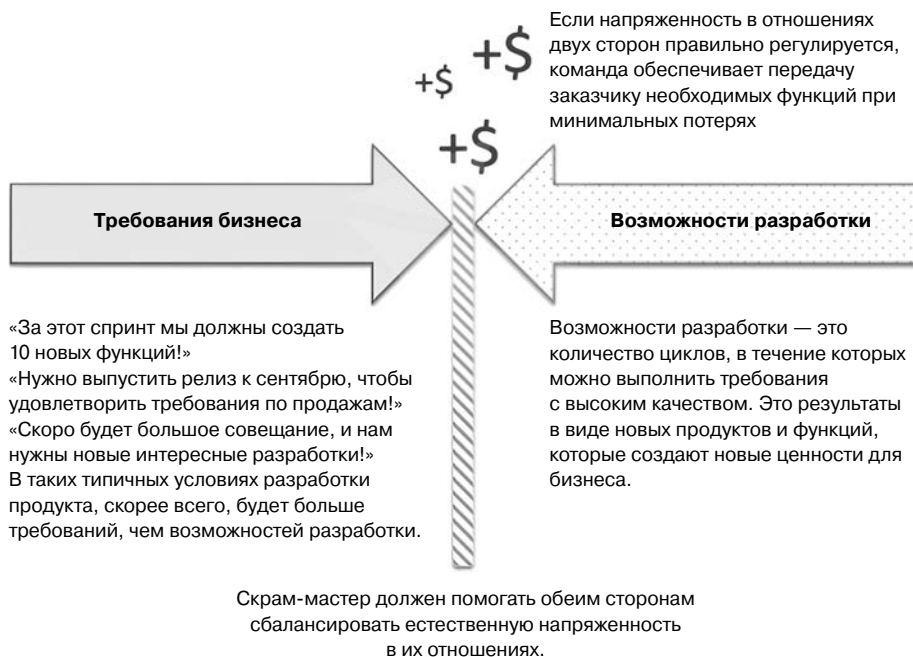 +$
+$
+$
Если напряженность в отношениях
двух сторон правильно регулируется,
команда обеспечивает передачу
заказчику необходимых функций при
минимальных потерях
Требования бизнеса
Возможности разработки
«За этот спринт мы должны создать
10 новых функций!»
«Нужно выпустить релиз к сентябрю, чтобы
удовлетворить требования по продажам!»
«Скоро будет большое совещание, и нам
нужны новые интересные разработки!»
В таких типичных условиях разработки
продукта, скорее всего, будет больше
требований, чем возможностей разработки.
Возможности разработки — это
количество циклов, в течение которых
можно выполнить требования
с высоким качеством. Это результаты
в виде новых продуктов и функций,
которые создают новые ценности для
бизнеса.
Скрам-мастер должен помогать обеим сторонам
сбалансировать естественную напряженность
в их отношениях.